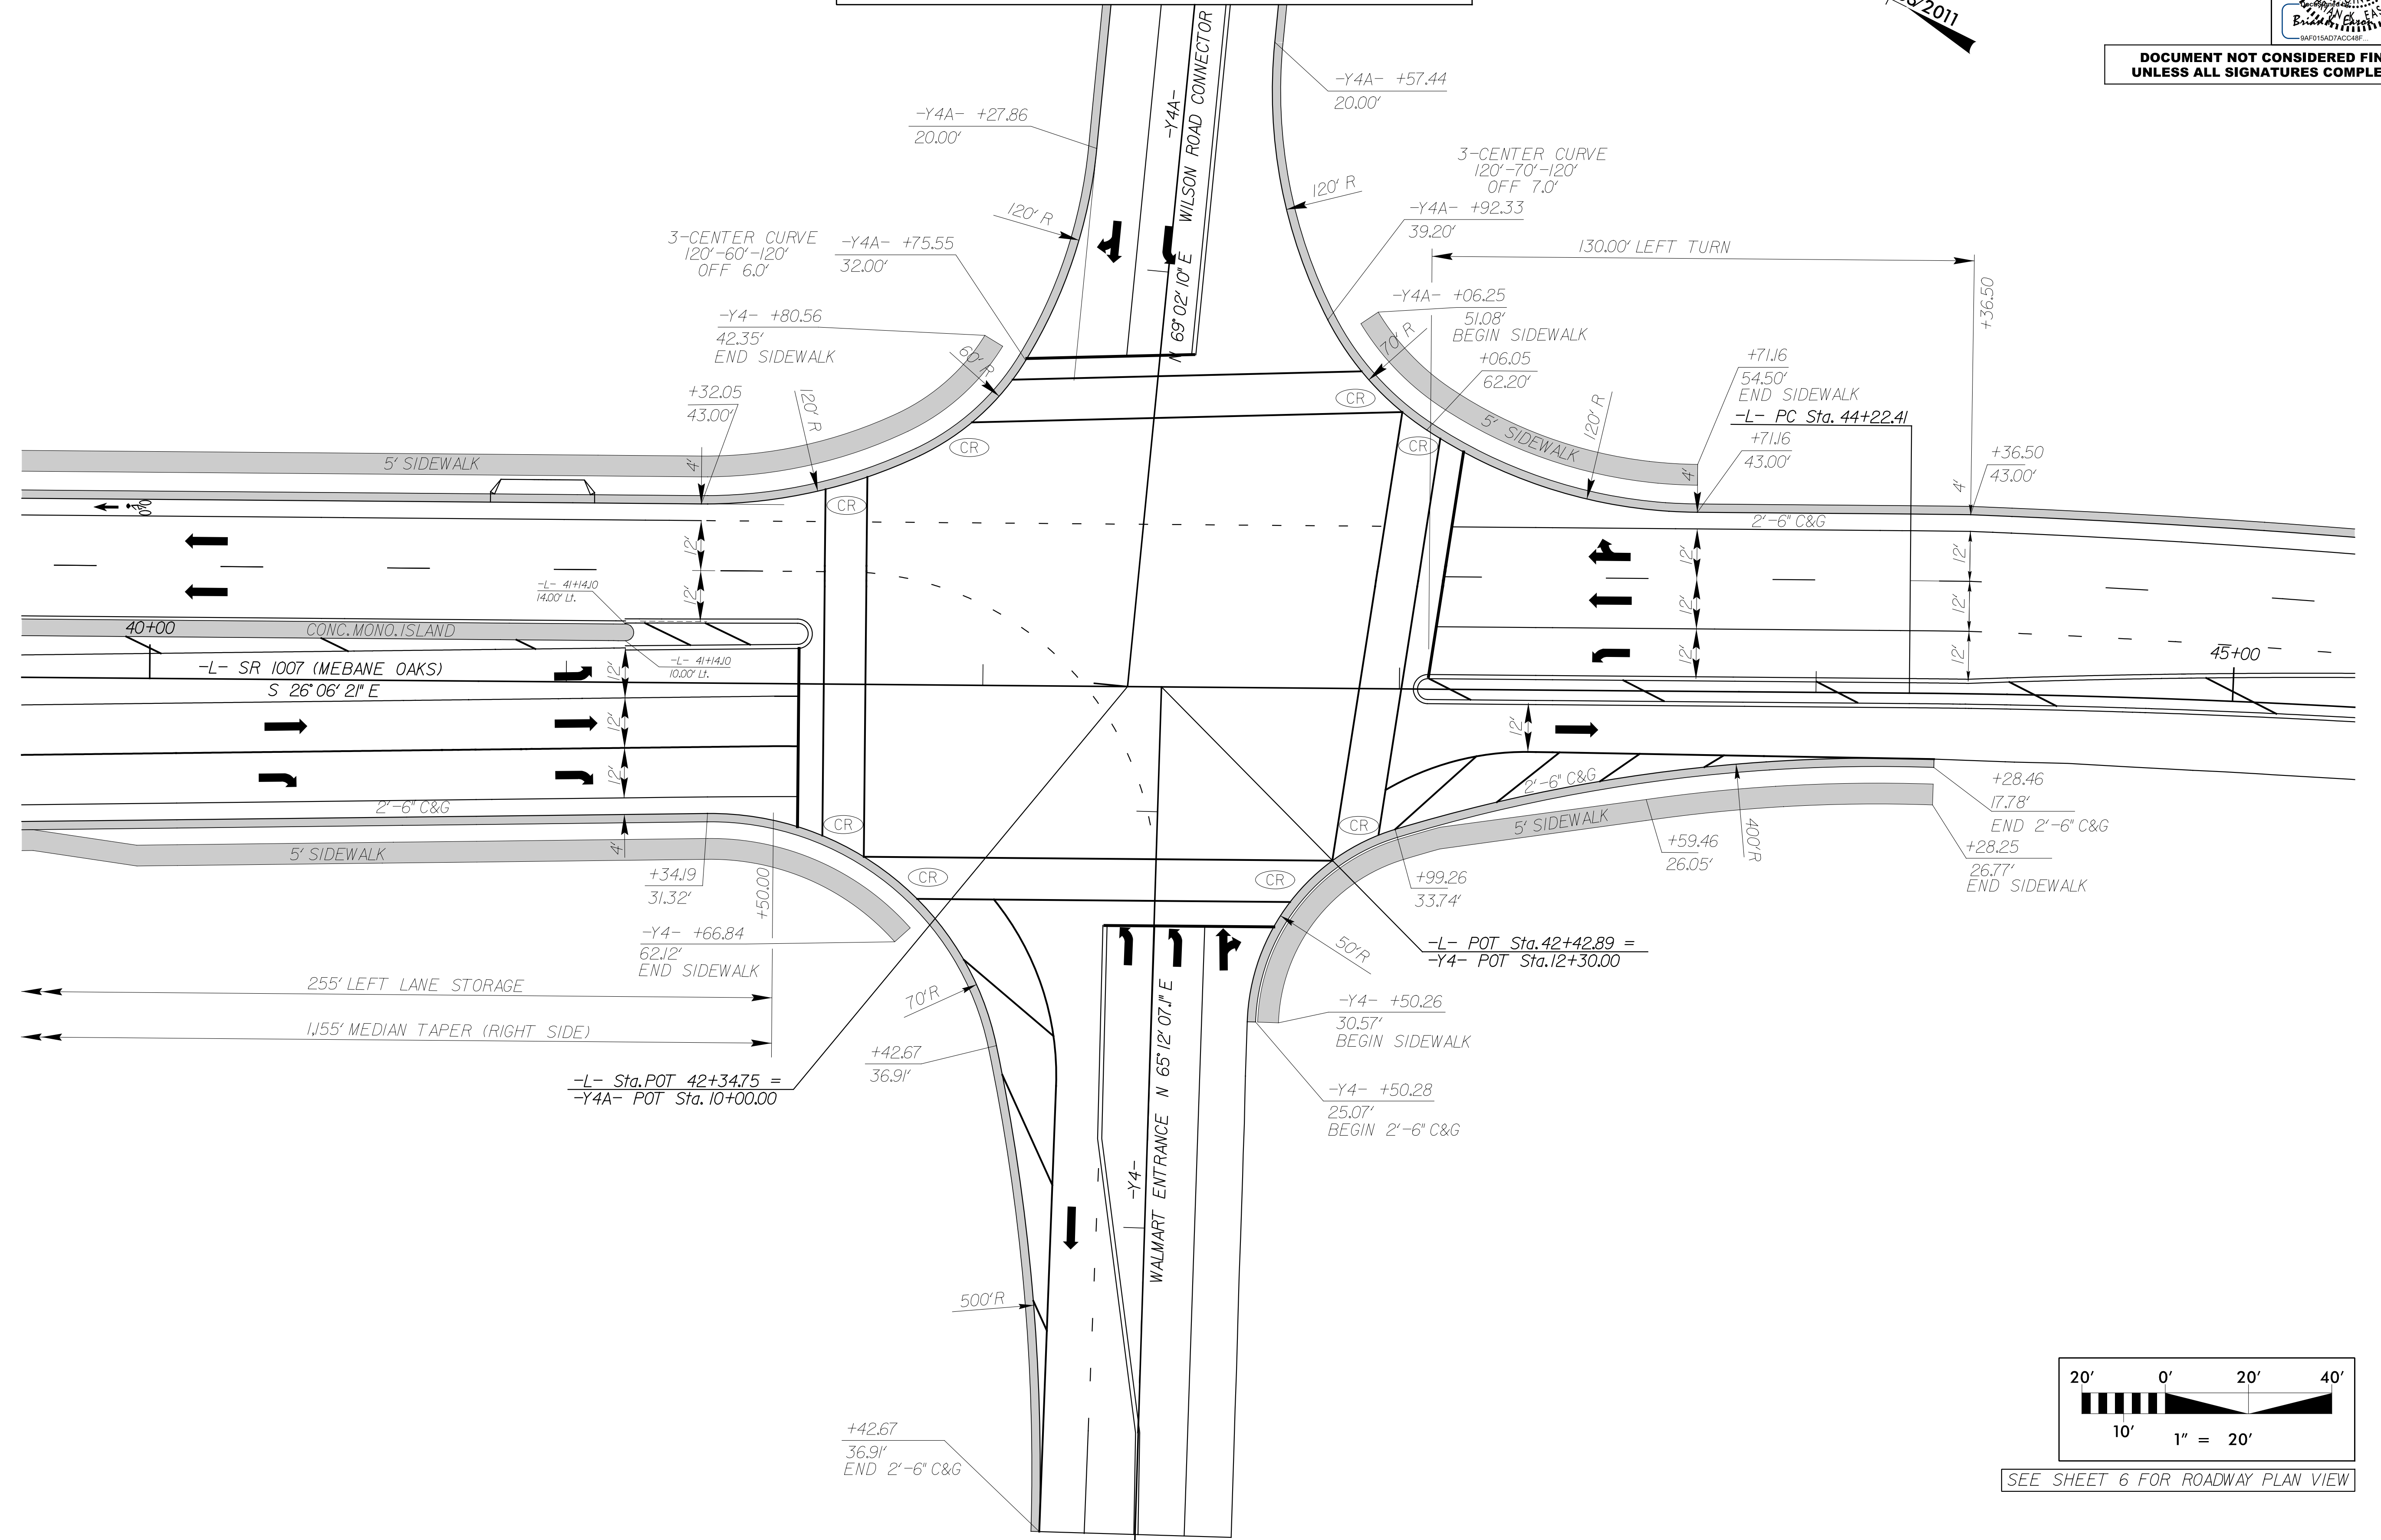 /2011
Brian K. Eason
9AF015AD7ACC48F...
DOCUMENT NOT CONSIDERED FIN
UNLESS ALL SIGNATURES COMPLE
-Y4A- +57.44
20.00'
-Y4A- +27.86
20.00'
-Y4A-
WILSON ROAD CONNECTOR
N 69° 02' 10" E
3-CENTER CURVE
120'-70'-120'
OFF 7.0'
120' R
120' R
-Y4A- +92.33
39.20'
3-CENTER CURVE
120'-60'-120'
OFF 6.0'
-Y4A- +75.55
32.00'
130.00' LEFT TURN
+36.50
-Y4A- +06.25
51.08'
BEGIN SIDEWALK
-Y4- +80.56
42.35'
END SIDEWALK
60' R
70' R
+06.05
62.20'
+71.16
54.50'
END SIDEWALK
-L- PC Sta. 44+22.41
+32.05
43.00'
120' R
CR
120' R
+71.16
43.00'
+36.50
43.00'
5' SIDEWALK
4'
CR
CR
5' SIDEWALK
4'
4'
CR
2'-6" C&G
12'
12'
12'
-L- 41+14.10
14.00' Lt.
12'
12'
12'
40+00
CONC. MONO. ISLAND
12'
12'
-L- 41+14.10
10.00' Lt.
45+00
-L- SR 1007 (MEBANE OAKS)
S 26° 06' 21" E
12'
12'
12'
12'
2'-6" C&G
2'-6" C&G
+28.46
17.78'
END 2'-6" C&G
CR
CR
5' SIDEWALK
400' R
+59.46
26.05'
5' SIDEWALK
4'
+28.25
26.77'
END SIDEWALK
+34.19
31.32'
+50.00
CR
CR
+99.26
33.74'
-Y4- +66.84
62.12'
END SIDEWALK
-L- POT Sta. 42+42.89 =
-Y4- POT Sta. 12+30.00
50' R
255' LEFT LANE STORAGE
70' R
-Y4- +50.26
30.57'
BEGIN SIDEWALK
1,155' MEDIAN TAPER (RIGHT SIDE)
+42.67
36.91'
-L- Sta. POT 42+34.75 =
-Y4A- POT Sta. 10+00.00
-Y4- +50.28
25.07'
BEGIN 2'-6" C&G
-Y4-
WALMART ENTRANCE N 65° 12' 07.1" E
500' R
+42.67
36.91'
END 2'-6" C&G
20' 0' 20' 40'
10'
1" = 20'
SEE SHEET 6 FOR ROADWAY PLAN VIEW